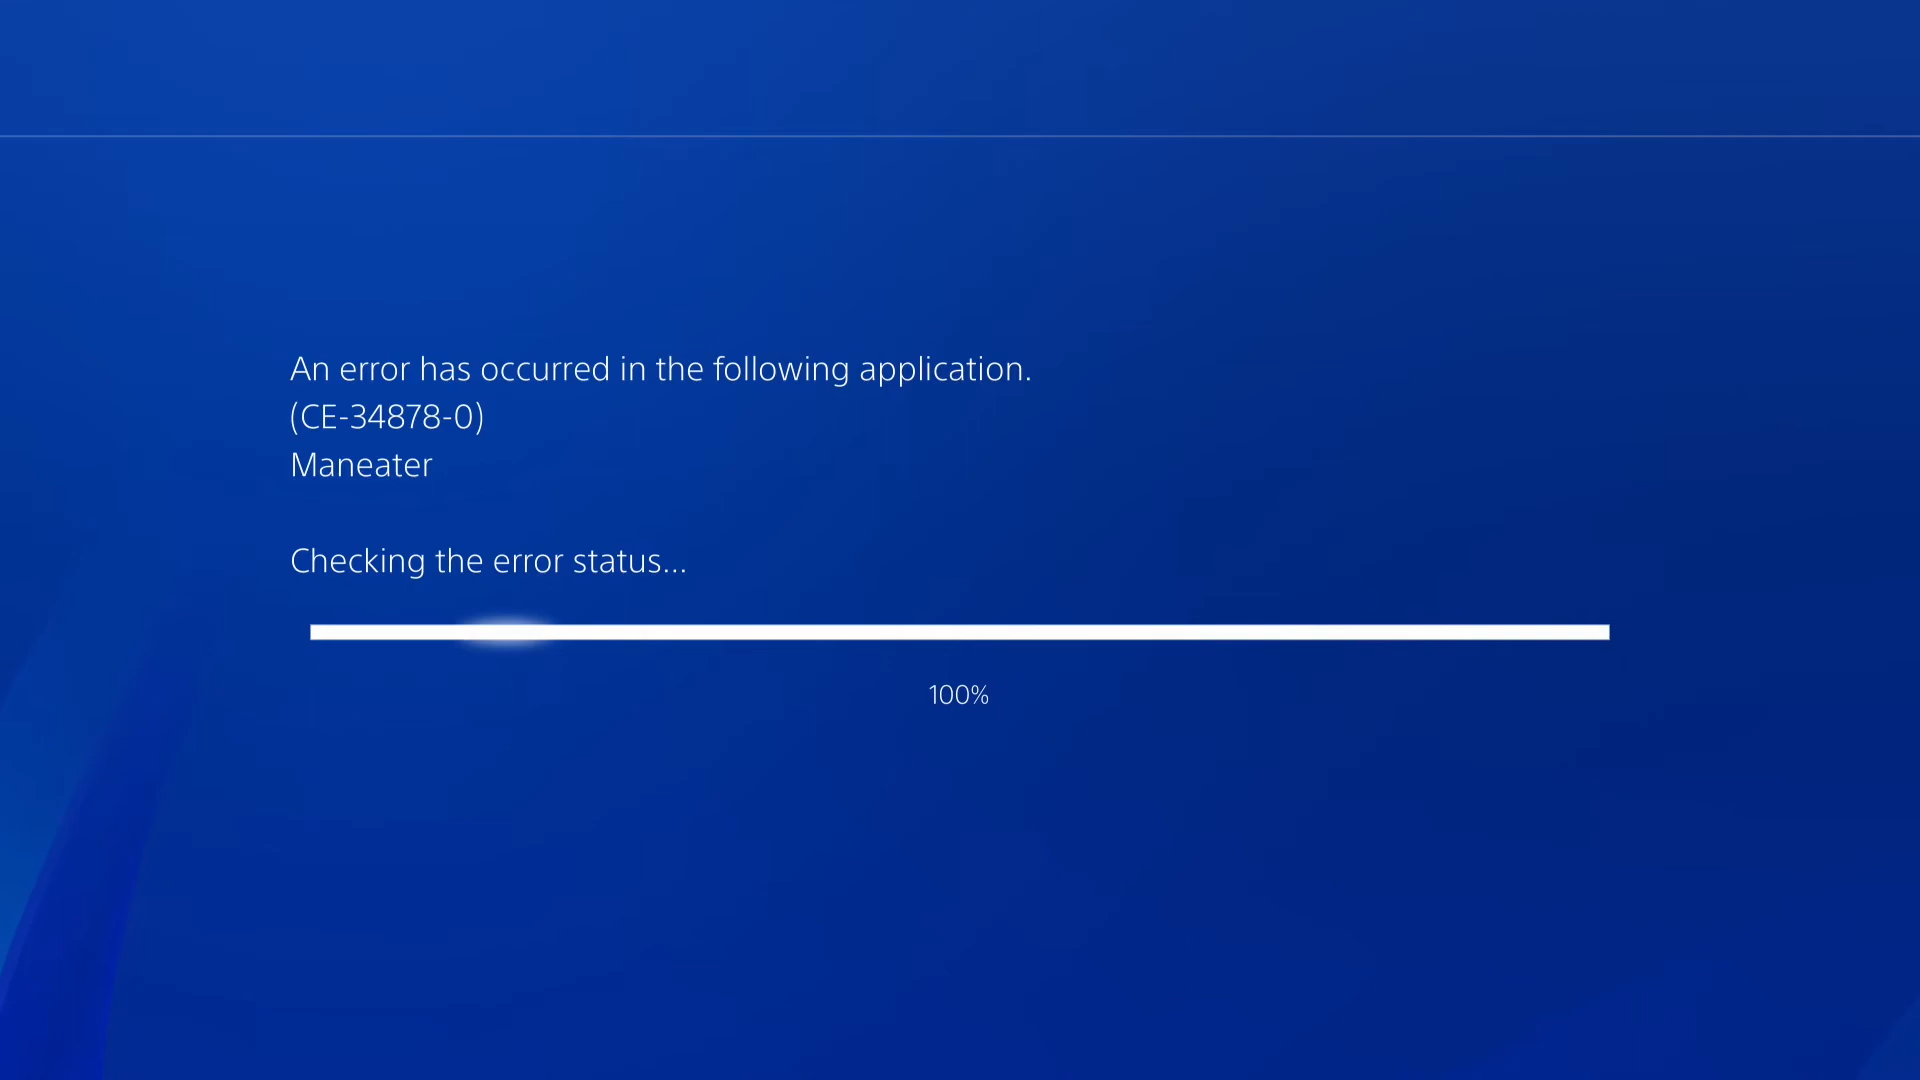 An error has occurred in the following application.
(CE-34878-0)
Maneater
Checking the error status...
100%